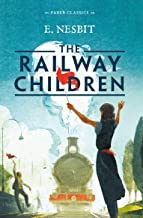 FABER CLASSICS
E. NESBIT
THE
RAILWAY
CHILDREN